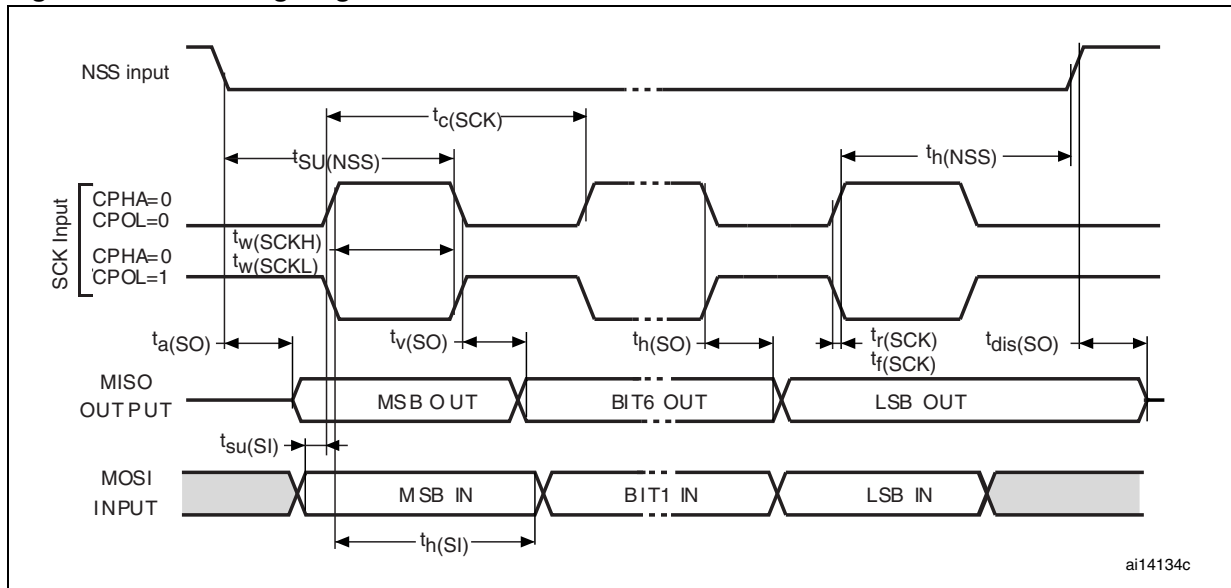 NSS input
tc(SCK)
tSU(NSS)
th(NSS)
SCK Input
CPHA=0
CPOL=0
tw(SCKH)
CPHA=0
tw(SCKL)
CPOL=1
ta(SO)
tv(SO)
th(SO)
tr(SCK)
tf(SCK)
tdis(SO)
MISO
OUTPUT
MSB OUT
BIT6 OUT
LSB OUT
tsu(SI)
MOSI
INPUT
MSB IN
BIT1 IN
LSB IN
th(SI)
ai14134c